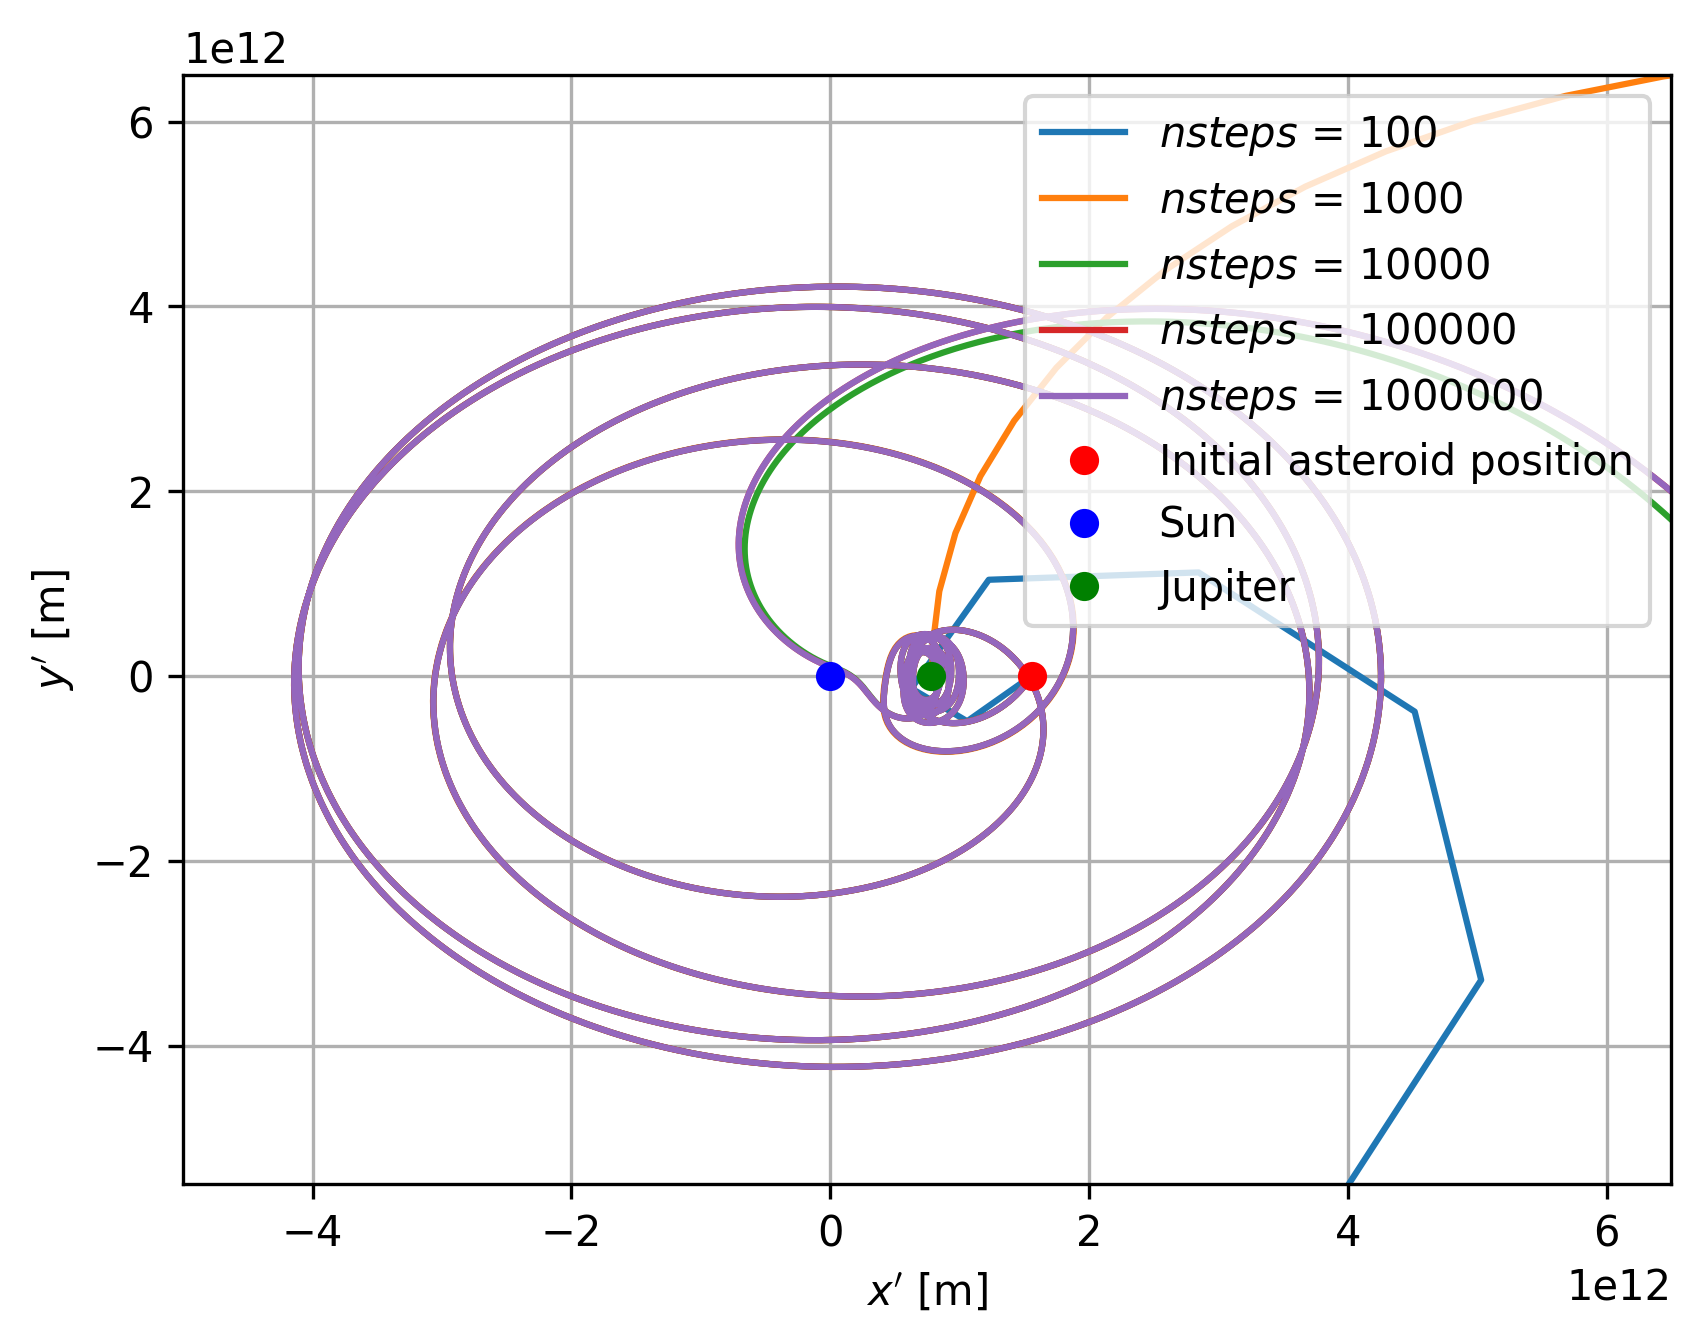 1e12
6
4
2
0
−2
−4
y′ [m]
nsteps = 100
nsteps = 1000
nsteps = 10000
nsteps = 100000
nsteps = 1000000
Initial asteroid position
Sun
Jupiter
−4 −2 0 2 4 6
1e12
x′ [m]